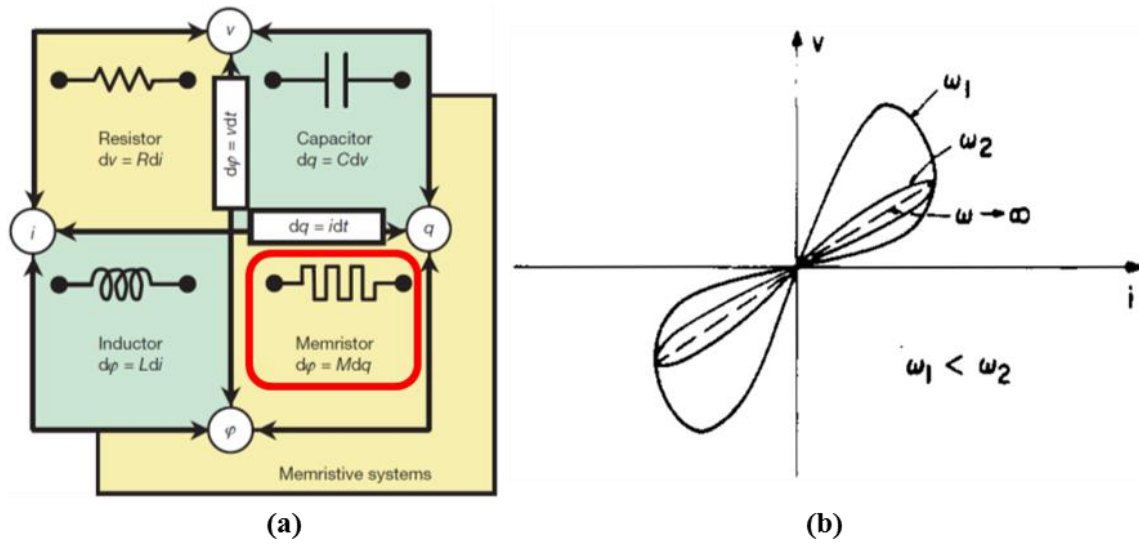 v
Resistor
dv = Rdi
dφ = vdt
Capacitor
dq = Cdv
i
dq = idt
q
Inductor
dφ = Ldi
Memristor
dφ = Mdq
φ
Memristive systems
(a)
v
ω1
ω2
ω → ∞
i
ω1 < ω2
(b)